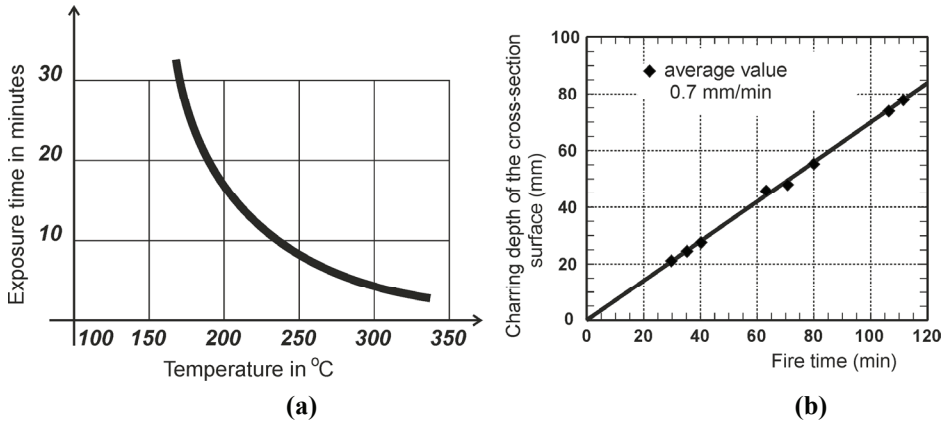 Exposure time in minutes
30
20
10
100 150 200 250 300 350
Temperature in °C
(a)
Charring depth of the cross-section
surface (mm)
100
80
60
40
20
0
average value
0.7 mm/min
0 20 40 60 80 100 120
Fire time (min)
(b)